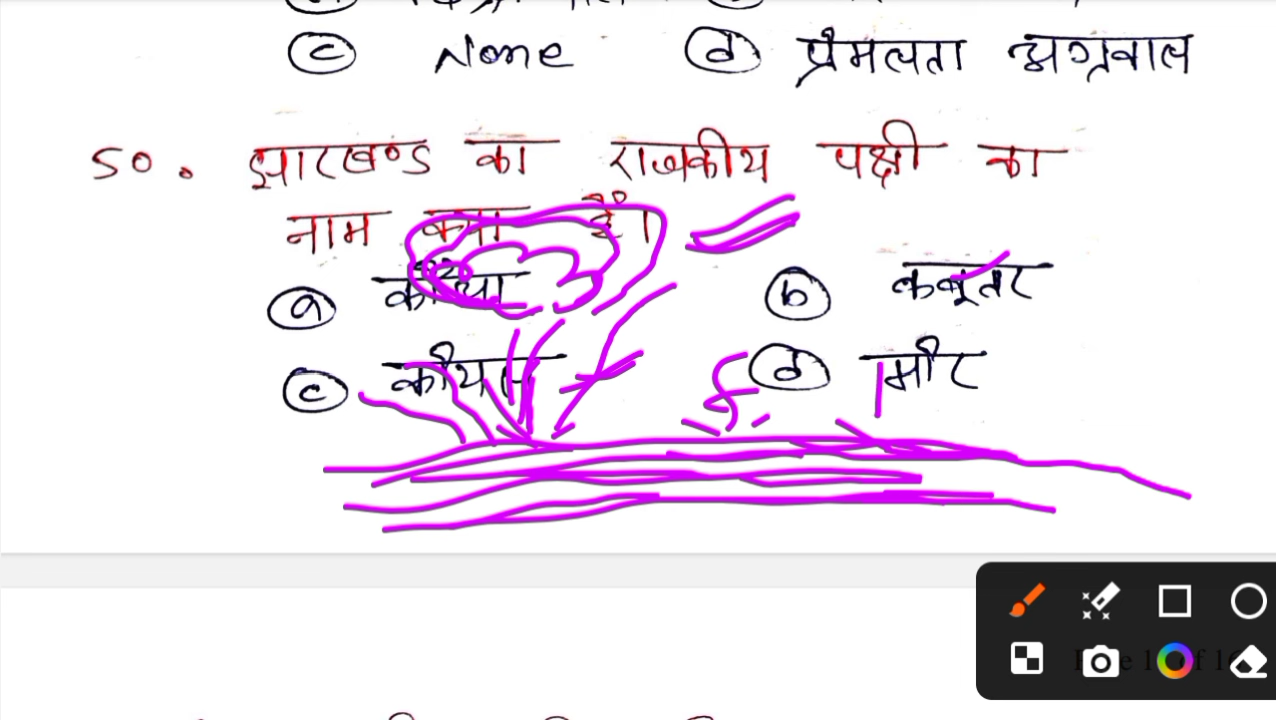 ⓒ None ⓓ प्रेमलता अग्रवाल
50. झारखण्ड का राजकीय पक्षी का
नाम क्या है।
ⓐ कौया ⓑ कबूतर
ⓒ कोयल ⓓ मोर